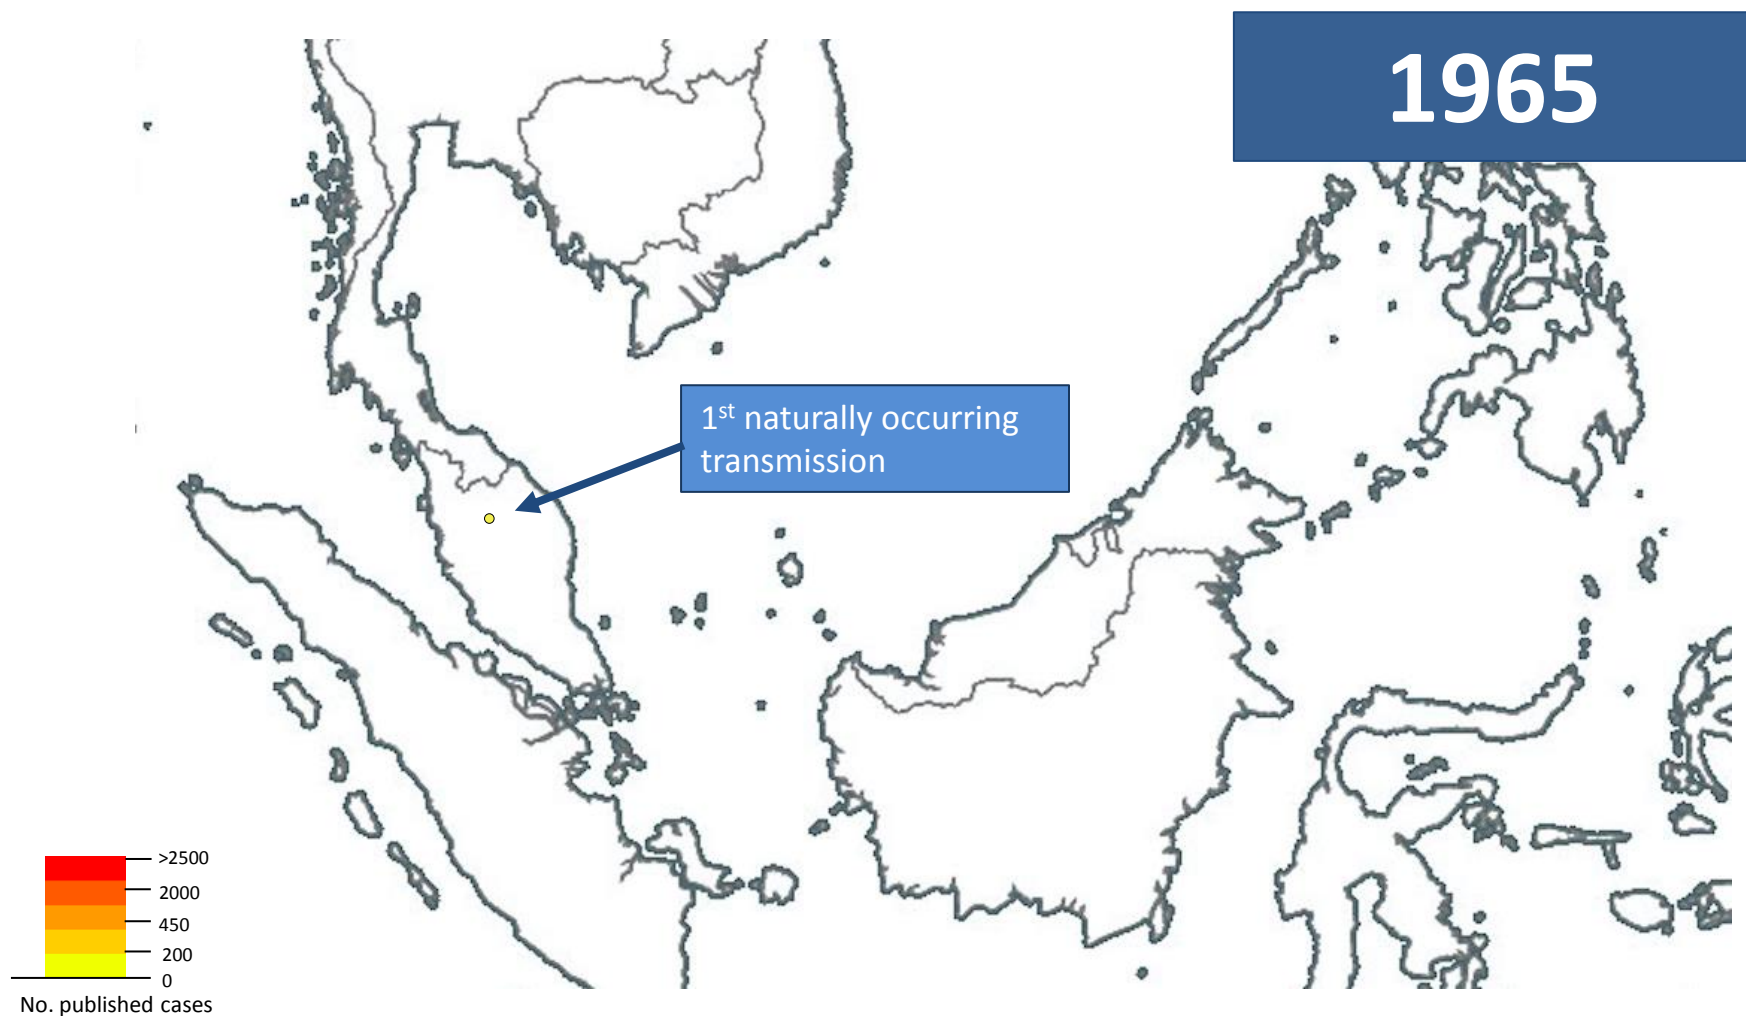 1965
1st naturally occurring
transmission
>2500
2000
450
200
0
No. published cases